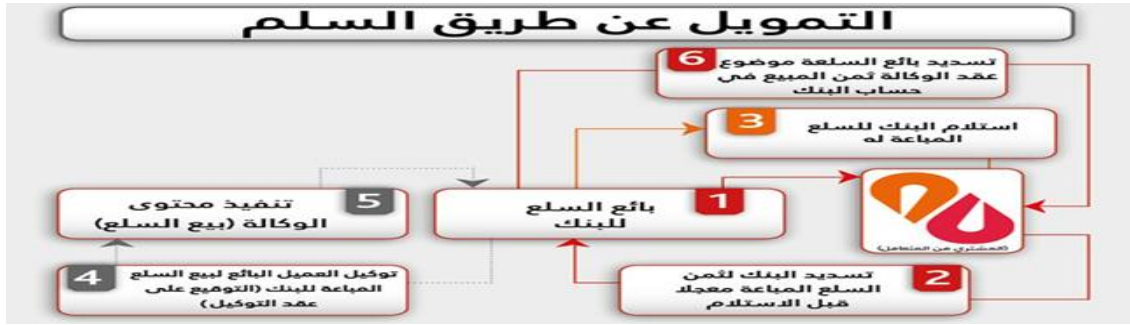 التمويل عن طريق السلم
6
تسديد بائع السلعة موضوع
عقد الوكالة ثمن المبيع في
حساب البنك
3
استلام البنك للسلع
المباعة له
5
تنفيذ محتوى
الوكالة (بيع السلع)
بائع السلع
للبنك
1
(المشتري من المتعامل)
4
توكيل العميل البائع لبيع السلع
المباعة للبنك (التوقيع على
عقد التوكيل)
تسديد البنك لثمن
السلع المباعة معجلا
قبل الاستلام
2